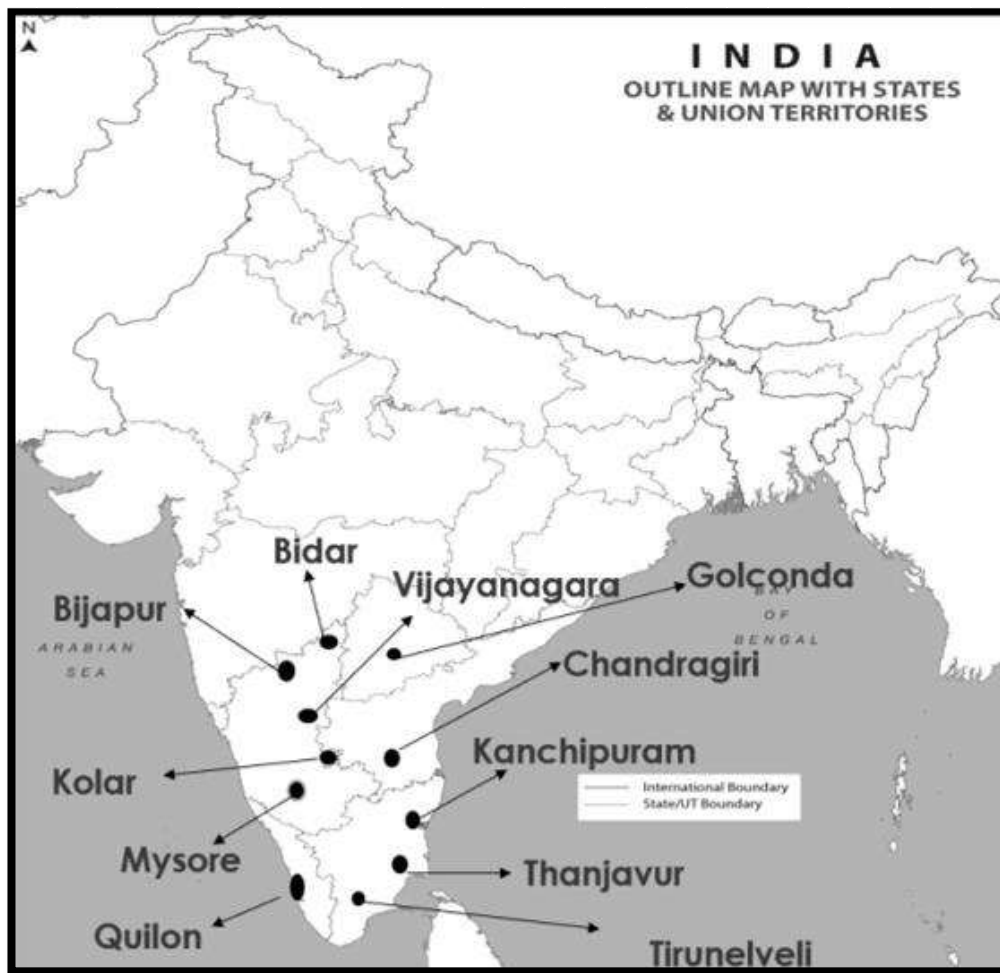 N
INDIA
OUTLINE MAP WITH STATES
& UNION TERRITORIES
Bidar
Vijayanagara
Golconda
Bijapur
BAY
OF
BENGAL
ARABIAN
SEA
Chandragiri
Kanchipuram
Kolar
International Boundary
State/UT Boundary
Mysore
Thanjavur
Quilon
Tirunelveli